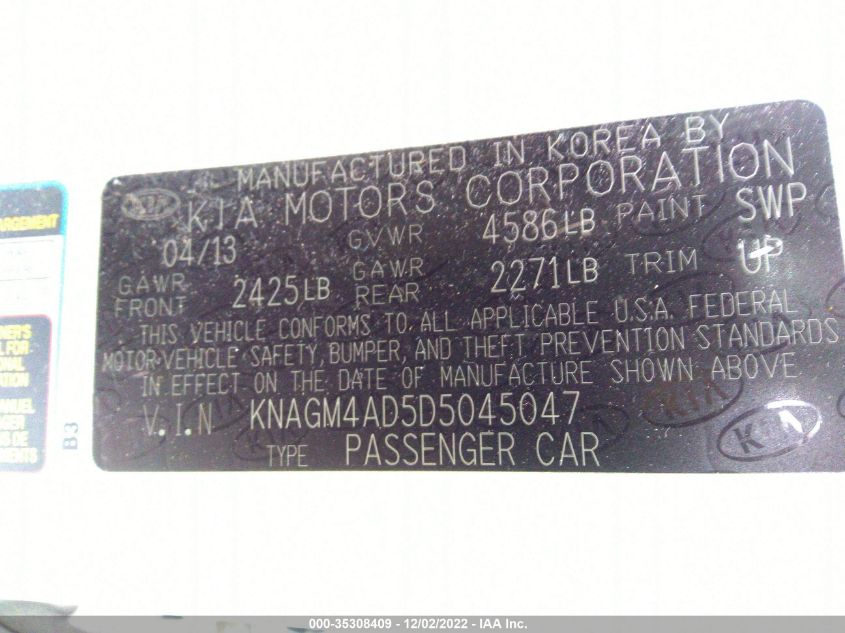 MANUFACTURED IN KOREA BY
KIA MOTORS CORPORATION
KIA
04/13 GVWR 4586LB PAINT SWP
GAWR FRONT 2425LB GAWR REAR 2271LB TRIM UP
THIS VEHICLE CONFORMS TO ALL APPLICABLE U.S.A. FEDERAL
MOTOR-VEHICLE SAFETY, BUMPER, AND THEFT PREVENTION STANDARDS
IN EFFECT ON THE DATE OF MANUFACTURE SHOWN ABOVE
V.I.N KNAGM4AD5D5045047
KIA
KIA
TYPE PASSENGER CAR
B3
000-35308409 - 12/02/2022 - IAA Inc.